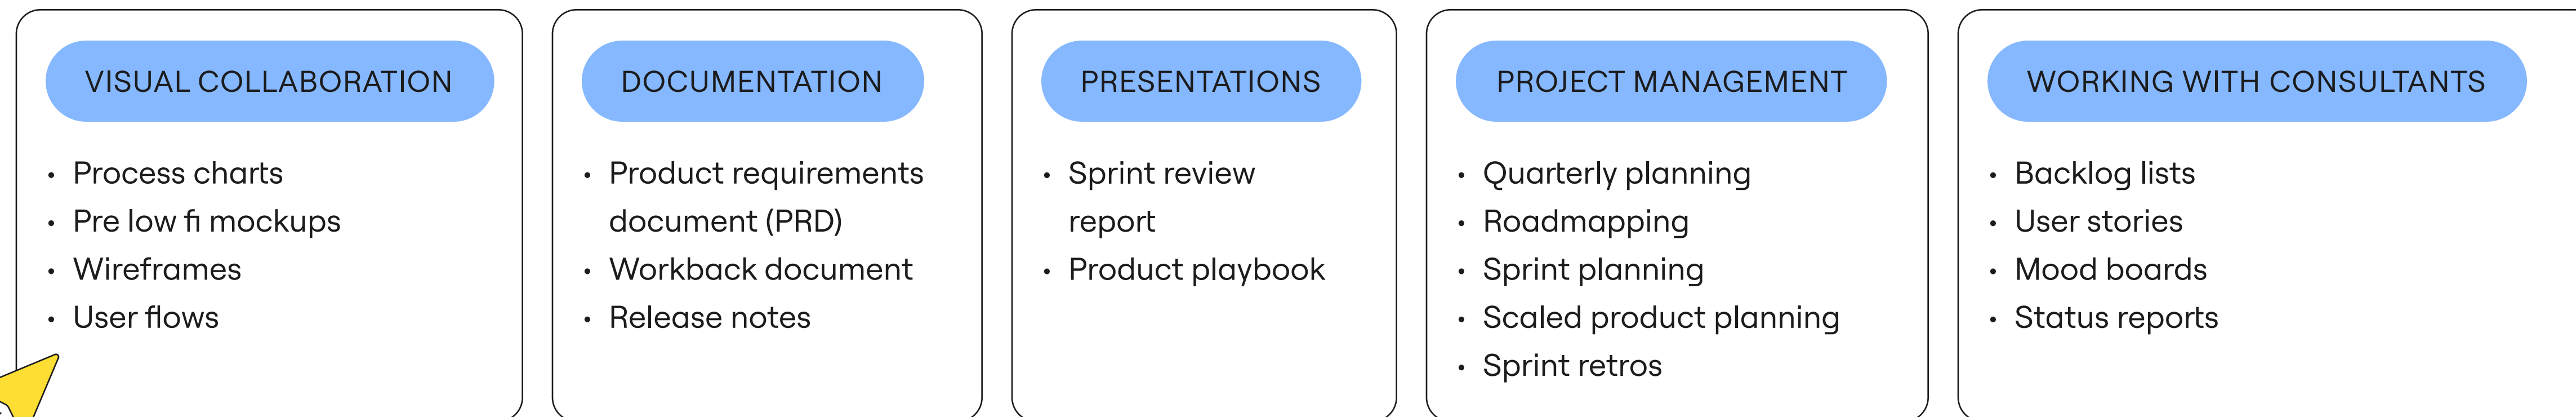 VISUAL COLLABORATION
• Process charts
• Pre low fi mockups
• Wireframes
• User flows
DOCUMENTATION
• Product requirements
document (PRD)
• Workback document
• Release notes
PRESENTATIONS
• Sprint review
report
• Product playbook
PROJECT MANAGEMENT
• Quarterly planning
• Roadmapping
• Sprint planning
• Scaled product planning
• Sprint retros
WORKING WITH CONSULTANTS
• Backlog lists
• User stories
• Mood boards
• Status reports